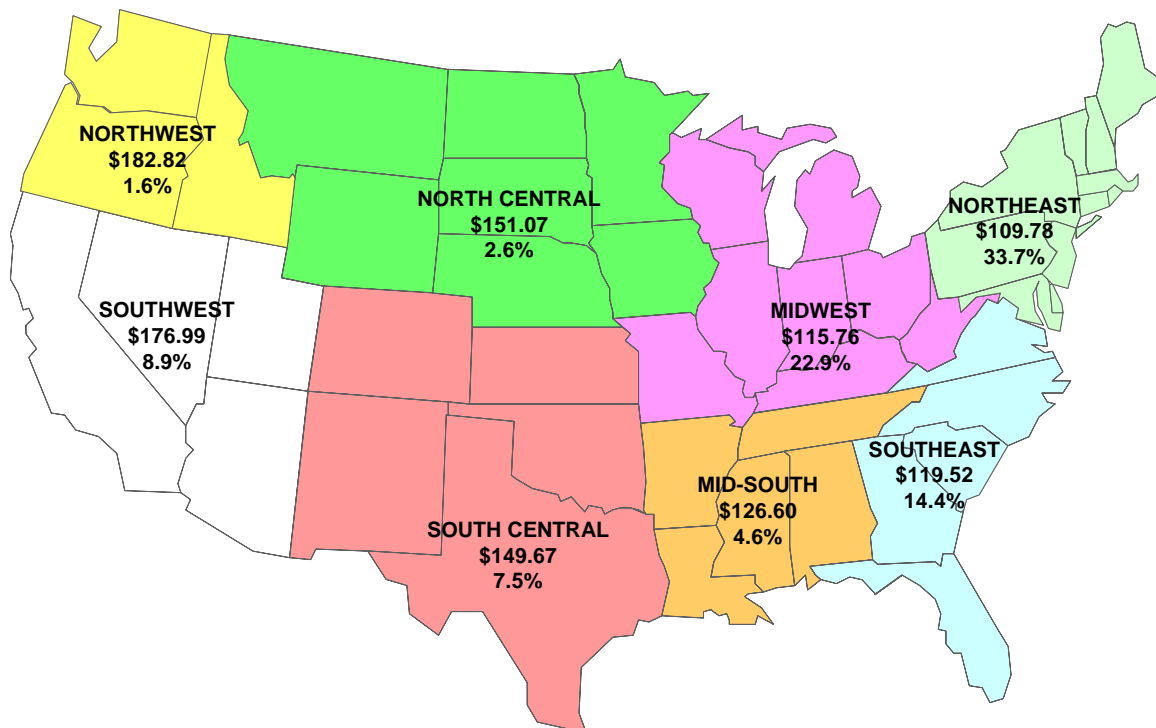 NORTHWEST
$182.82
1.6%
NORTH CENTRAL
$151.07
2.6%
NORTHEAST
$109.78
33.7%
SOUTHWEST
$176.99
8.9%
MIDWEST
$115.76
22.9%
SOUTHEAST
$119.52
14.4%
MID-SOUTH
$126.60
4.6%
SOUTH CENTRAL
$149.67
7.5%